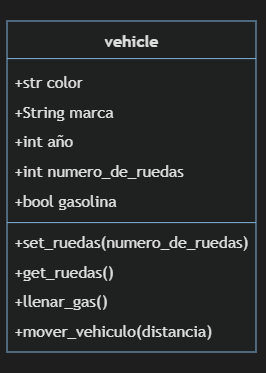 vehicle
+str color
+String marca
+int año
+int numero_de_ruedas
+bool gasolina
+set_ruedas(numero_de_ruedas)
+get_ruedas()
+llenar_gas()
+mover_vehiculo(distancia)